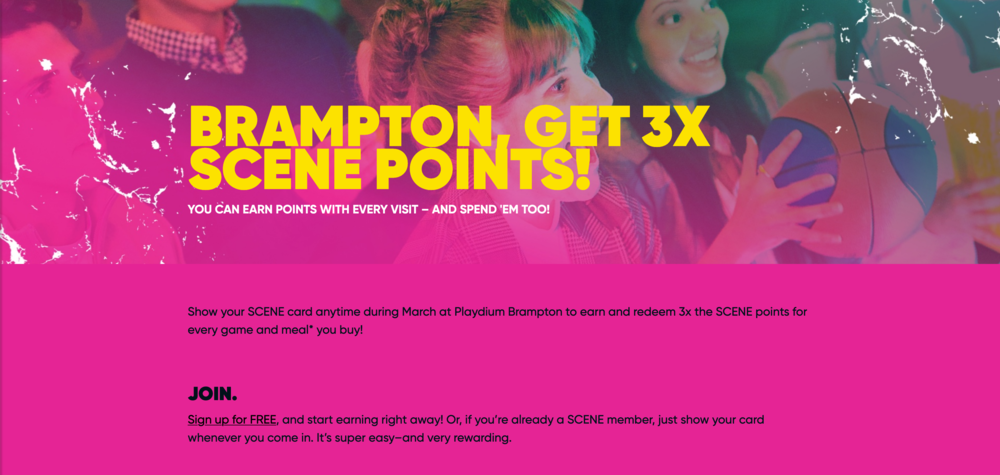 BRAMPTON, GET 3X
SCENE POINTS!
YOU CAN EARN POINTS WITH EVERY VISIT – AND SPEND 'EM TOO!
Show your SCENE card anytime during March at Playdium Brampton to earn and redeem 3x the SCENE points for
every game and meal* you buy!
JOIN.
Sign up for FREE, and start earning right away! Or, if you’re already a SCENE member, just show your card
whenever you come in. It’s super easy–and very rewarding.